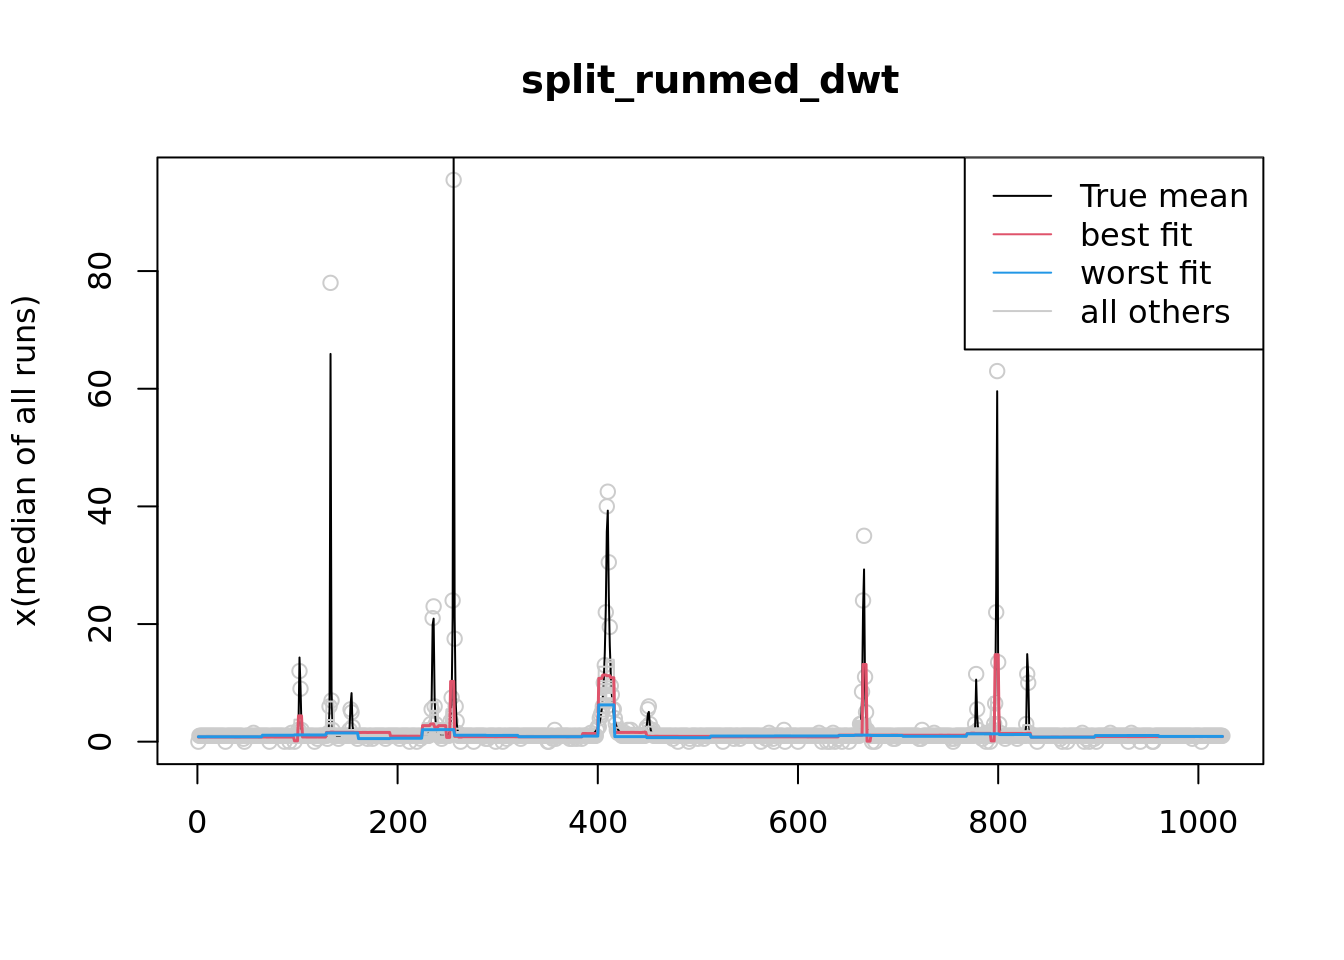 split_runmed_dwt
x(median of all runs)
80
60
40
20
0
True mean
best fit
worst fit
all others
0 200 400 600 800 1000